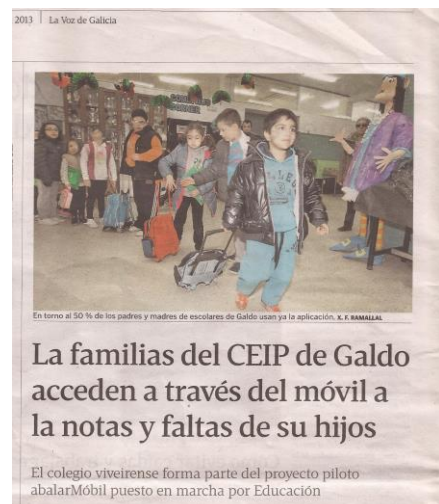 2013 | La Voz de Galicia
En torno al 50 % de los padres y madres de escolares de Galdo usan ya la aplicación. X. F. RAMALLAL
La familias del CEIP de Galdo
acceden a través del móvil a
la notas y faltas de su hijos
El colegio viveirense forma parte del proyecto piloto
abalarMóbil puesto en marcha por Educación